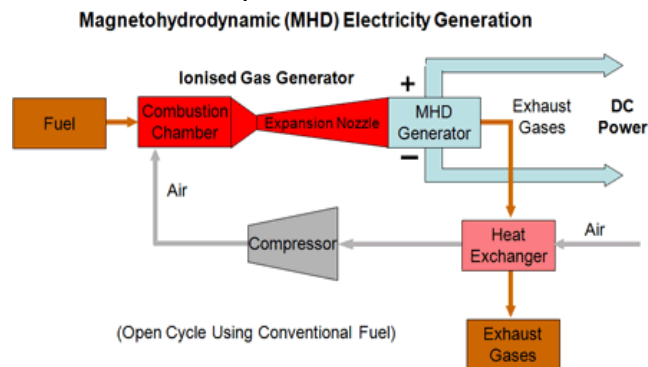 Magnetohydrodynamic (MHD) Electricity Generation
Ionised Gas Generator
+
Fuel
Combustion
Chamber
Expansion Nozzle
MHD
Generator
−
Exhaust
Gases
DC
Power
Air
Compressor
Heat
Exchanger
Air
(Open Cycle Using Conventional Fuel)
Exhaust
Gases